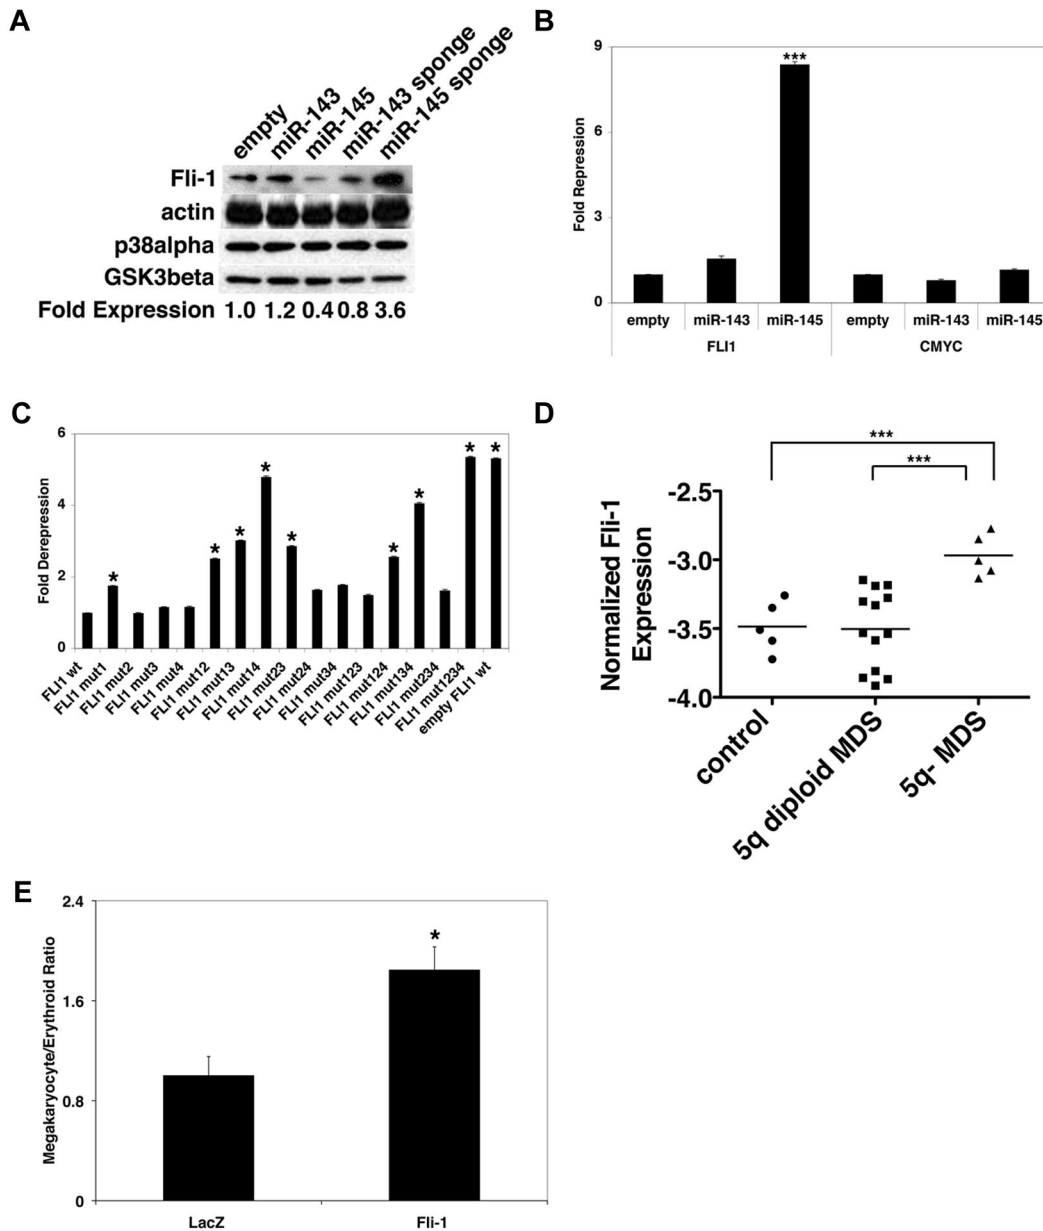 A
empty
miR-143
miR-145
miR-143 sponge
miR-145 sponge
Fli-1
actin
p38alpha
GSK3beta
Fold Expression 1.0 1.2 0.4 0.8 3.6
B
Fold Repression
9
6
3
0
***
empty miR-143 miR-145 empty miR-143 miR-145
FLI1 CMYC
C
Fold Derepression
6
4
2
0
* * * * * * * * *
FLI1 wt
FLI1 mut1
FLI1 mut2
FLI1 mut3
FLI1 mut4
FLI1 mut12
FLI1 mut13
FLI1 mut14
FLI1 mut23
FLI1 mut24
FLI1 mut34
FLI1 mut123
FLI1 mut124
FLI1 mut134
FLI1 mut234
FLI1 mut1234
empty FLI1 wt
D
***
***
Normalized Fli-1
Expression
-2.5
-3.0
-3.5
-4.0
control
5q diploid MDS
5q- MDS
E
Megakaryocyte/Erythroid Ratio
2.4
1.6
0.8
0
*
LacZ Fli-1